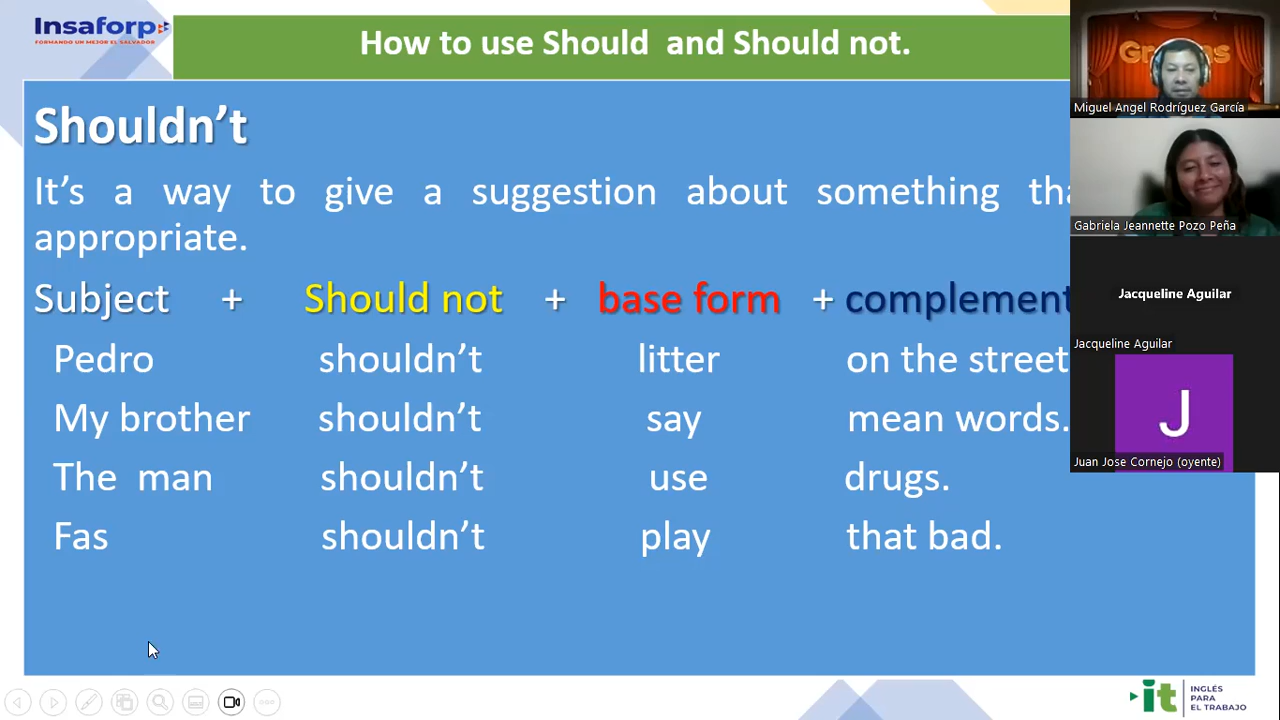 Insaforp
FORMANDO UN MEJOR EL SALVADOR
How to use Should and Should not.
Shouldn't
It's a way to give a suggestion about something
appropriate.
Subject + Should not + base form + complement
Pedro shouldn't litter on the street
My brother shouldn't say mean words.
The man shouldn't use drugs.
Fas shouldn't play that bad.
Miguel Angel Rodríguez García
Gabriela Jeannette Pozo Peña
Jacqueline Aguilar
Jacqueline Aguilar
J
Juan Jose Cornejo (oyente)
it INGLÉS
PARA
EL TRABAJO